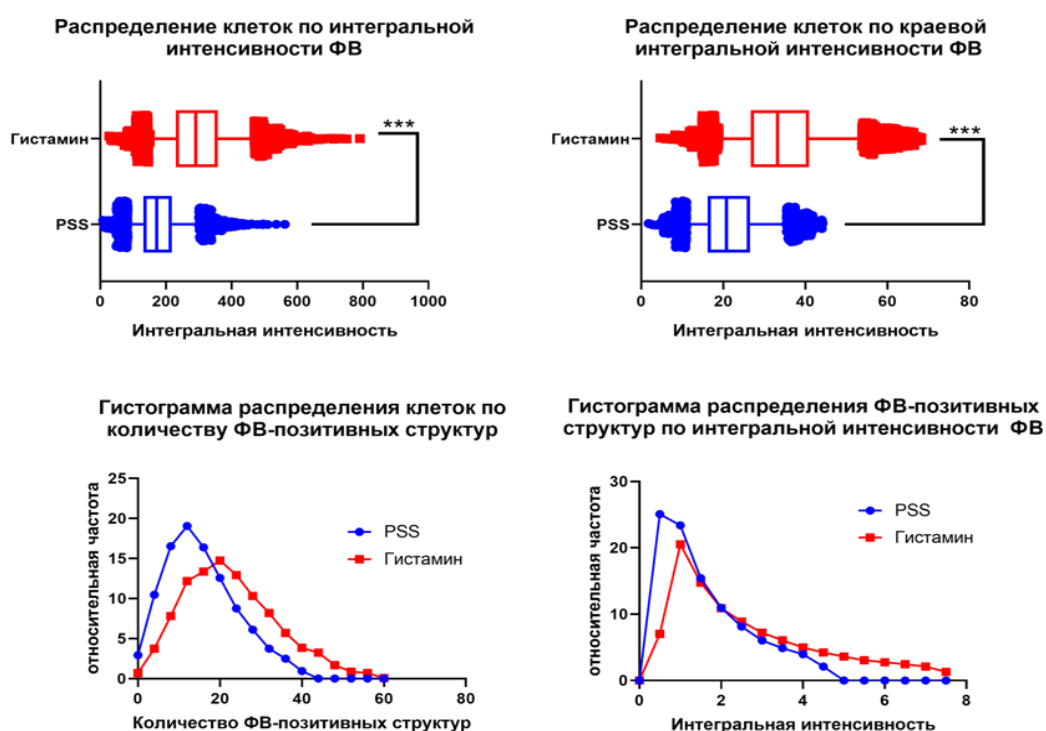 Распределение клеток по интегральной
интенсивности ФВ
Гистамин
PSS
***
0 200 400 600 800 1000
Интегральная интенсивность
Распределение клеток по краевой
интегральной интенсивности ФВ
Гистамин
PSS
***
0 20 40 60 80
Интегральная интенсивность
Гистограмма распределения клеток по
количеству ФВ-позитивных структур
относительная частота
25
20
15
10
5
0
PSS
Гистамин
0 20 40 60 80
Количество ФВ-позитивных структур
Гистограмма распределения ФВ-позитивных
структур по интегральной интенсивности ФВ
относительная частота
30
20
10
0
PSS
Гистамин
0 2 4 6 8
Интегральная интенсивность